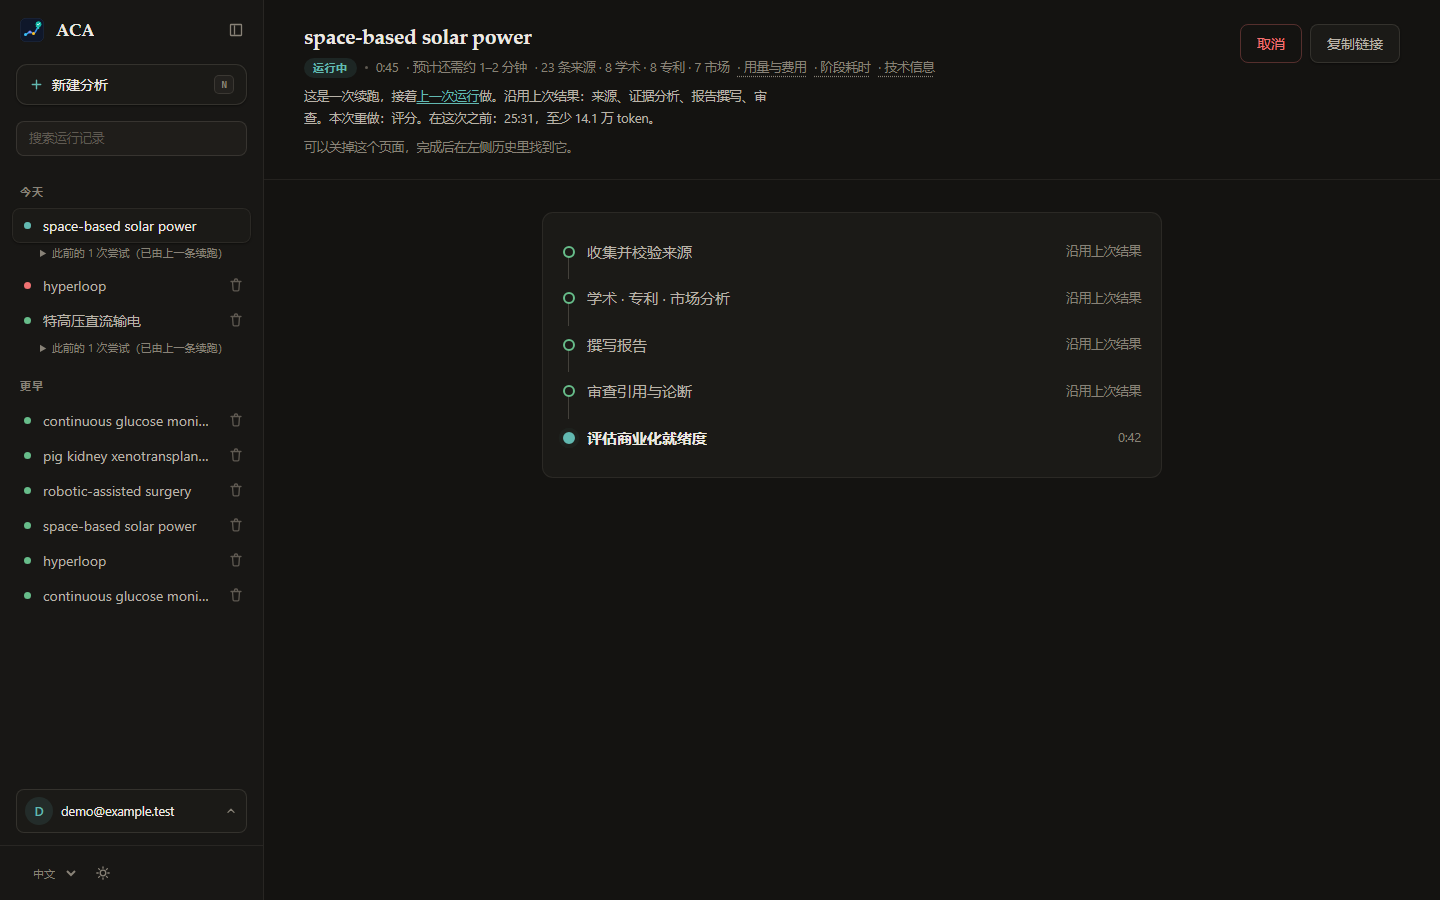 ACA
新建分析
N
搜索运行记录
今天
space-based solar power
此前的 1 次尝试（已由上一条续跑）
hyperloop
特高压直流输电
此前的 1 次尝试（已由上一条续跑）
更早
continuous glucose moni...
pig kidney xenotransplan...
robotic-assisted surgery
space-based solar power
hyperloop
continuous glucose moni...
D
demo@example.test
中文
space-based solar power
取消
复制链接
运行中 · 0:45 · 预计还需约 1–2 分钟 · 23 条来源 · 8 学术 · 8 专利 · 7 市场 · 用量与费用 · 阶段耗时 · 技术信息
这是一次续跑，接着上一次运行做。沿用上次结果：来源、证据分析、报告撰写、审
查。本次重做：评分。在这次之前：25:31，至少 14.1 万 token。
可以关掉这个页面，完成后在左侧历史里找到它。
收集并校验来源 沿用上次结果
学术 · 专利 · 市场分析 沿用上次结果
撰写报告 沿用上次结果
审查引用与论断 沿用上次结果
评估商业化就绪度 0:42